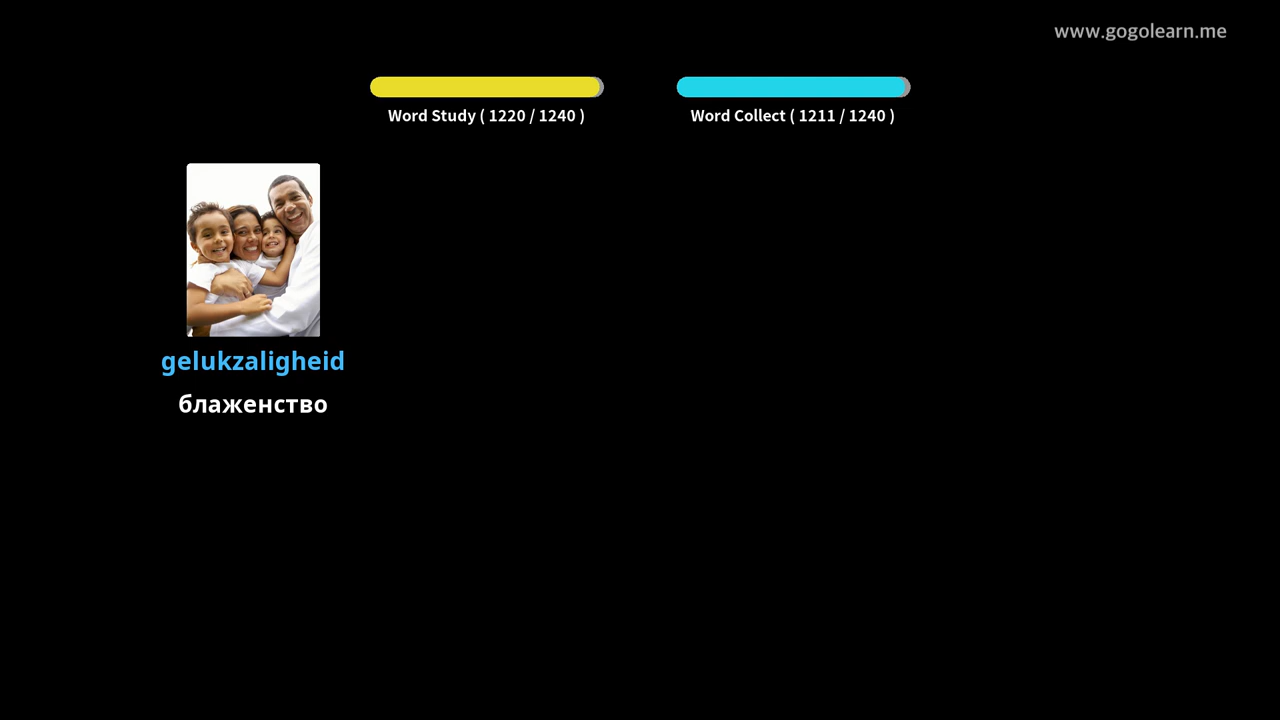 www.gogolearn.me
Word Study ( 1220 / 1240 )
Word Collect ( 1211 / 1240 )
gelukzaligheid
блаженство